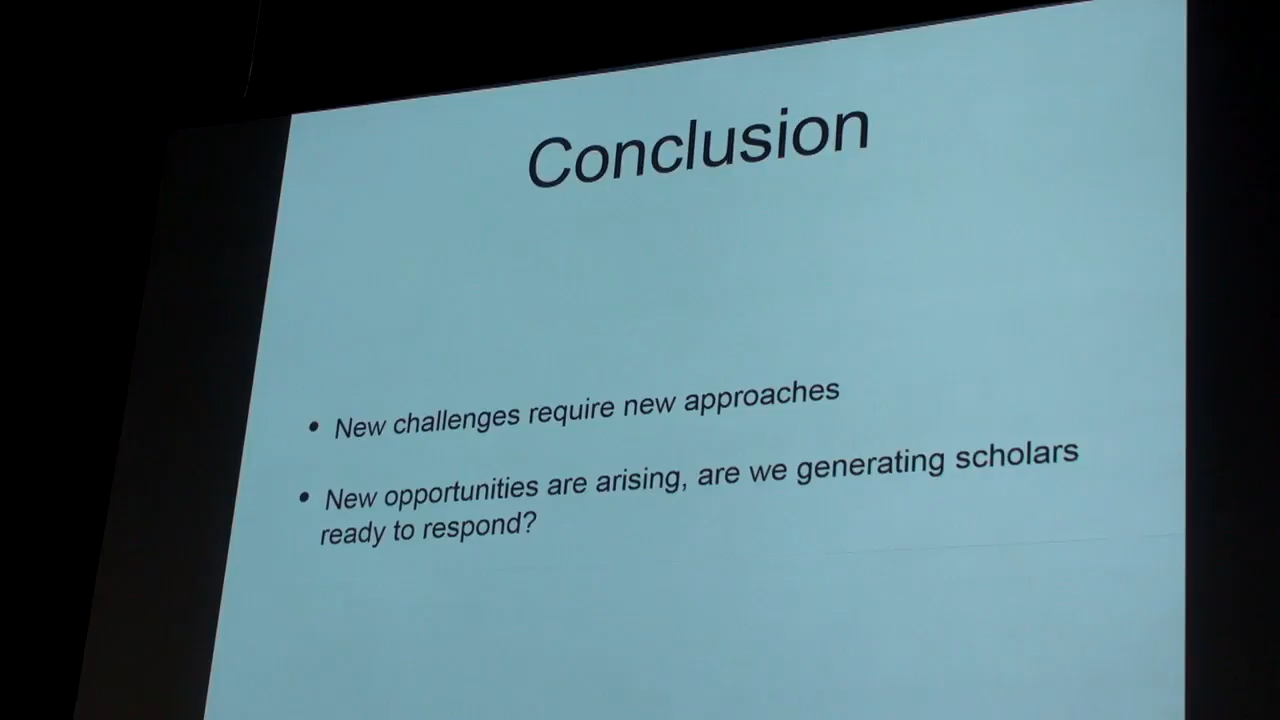 Conclusion
• New challenges require new approaches
• New opportunities are arising, are we generating scholars
ready to respond?